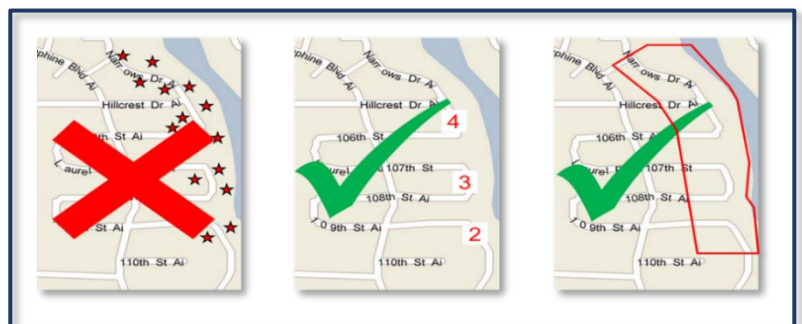 phine Blvd Ai
Narrows Dr Ai
Hillcrest Dr A
th St Ai
Laurel
109th St Ai
110th St Ai
phine Blvd Ai
Narrows Dr Ai
Hillcrest Dr A
4
106th St
Laurel
107th St
3
108th St Ai
109th St Ai
2
110th St Ai
phine Blvd Ai
Narrows Dr Ai
Hillcrest Dr A
106th St
107th St
108th St Ai
109th St Ai
110th St Ai